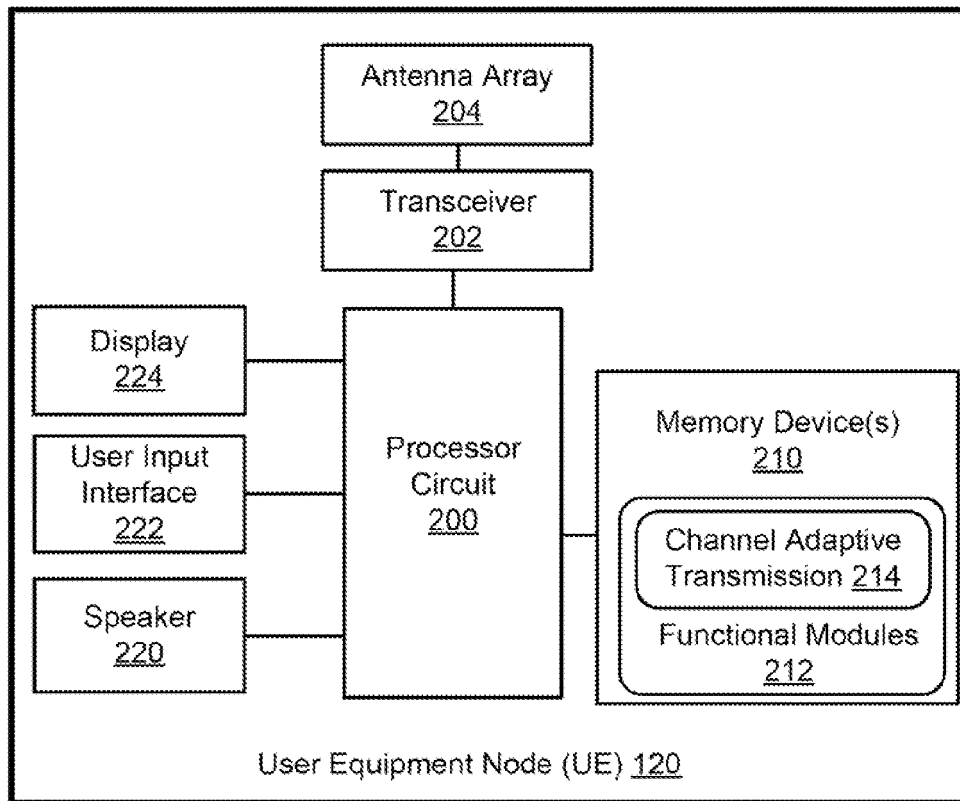 Antenna Array
204
Transceiver
202
Display
224
User Input
Interface
222
Speaker
220
Processor
Circuit
200
Memory Device(s)
210
Channel Adaptive
Transmission 214
Functional Modules
212
User Equipment Node (UE) 120